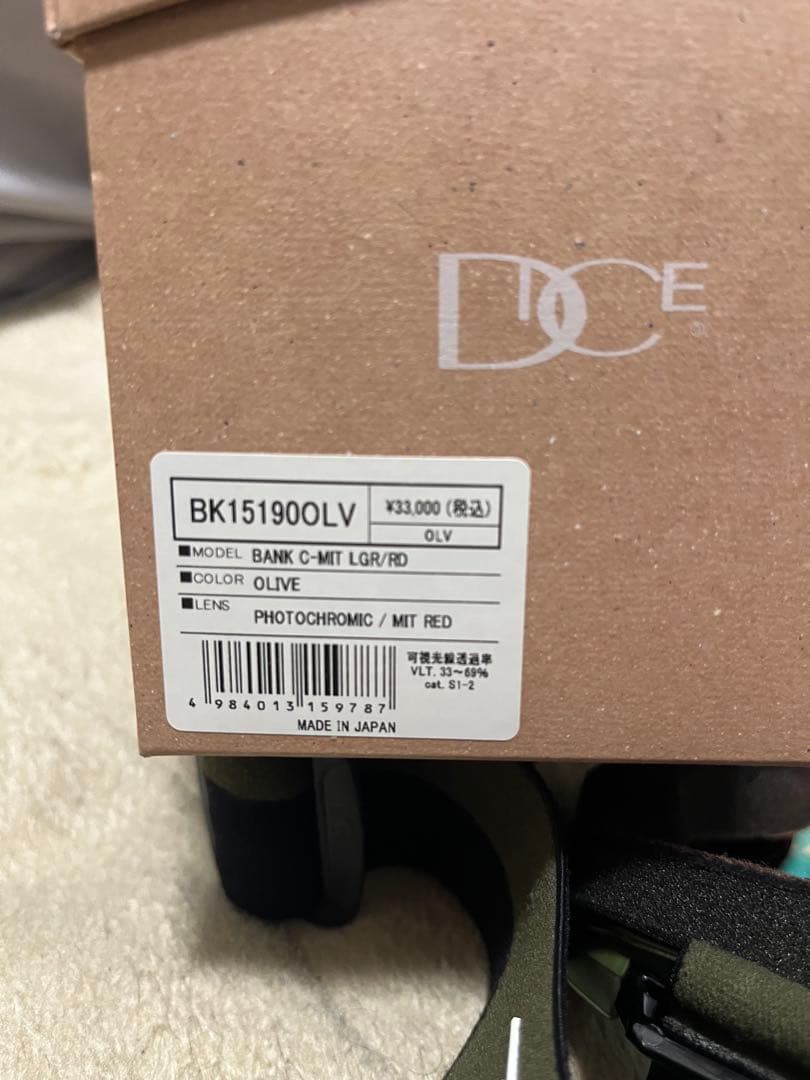 DICE
®
BK15190OLV
¥33,000(税込)
OLV
■MODEL BANK C-MIT LGR/RD
■COLOR OLIVE
■LENS PHOTOCHROMIC / MIT RED
可視光線透過率
VLT. 33~69%
cat. S1-2
4 984013 159787
MADE IN JAPAN